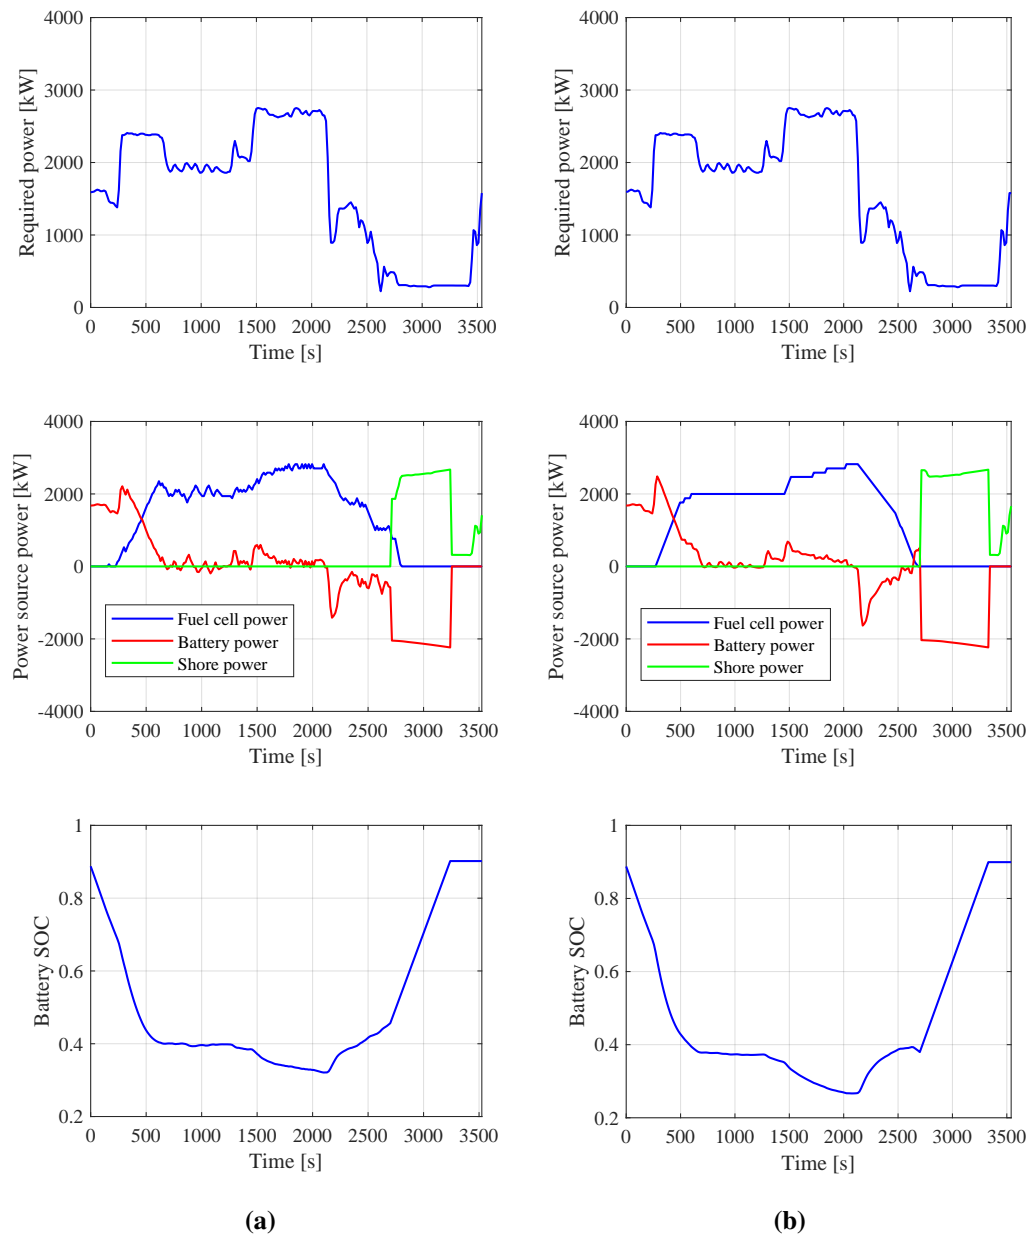 4000
3000
2000
1000
0
Required power [kW]
0 500 1000 1500 2000 2500 3000 3500
Time [s]
4000
3000
2000
1000
0
Required power [kW]
0 500 1000 1500 2000 2500 3000 3500
Time [s]
4000
2000
0
-2000
-4000
Power source power [kW]
Fuel cell power
Battery power
Shore power
0 500 1000 1500 2000 2500 3000 3500
Time [s]
4000
2000
0
-2000
-4000
Power source power [kW]
Fuel cell power
Battery power
Shore power
0 500 1000 1500 2000 2500 3000 3500
Time [s]
1
0.8
0.6
0.4
0.2
Battery SOC
0 500 1000 1500 2000 2500 3000 3500
Time [s]
1
0.8
0.6
0.4
0.2
Battery SOC
0 500 1000 1500 2000 2500 3000 3500
Time [s]
(a)
(b)